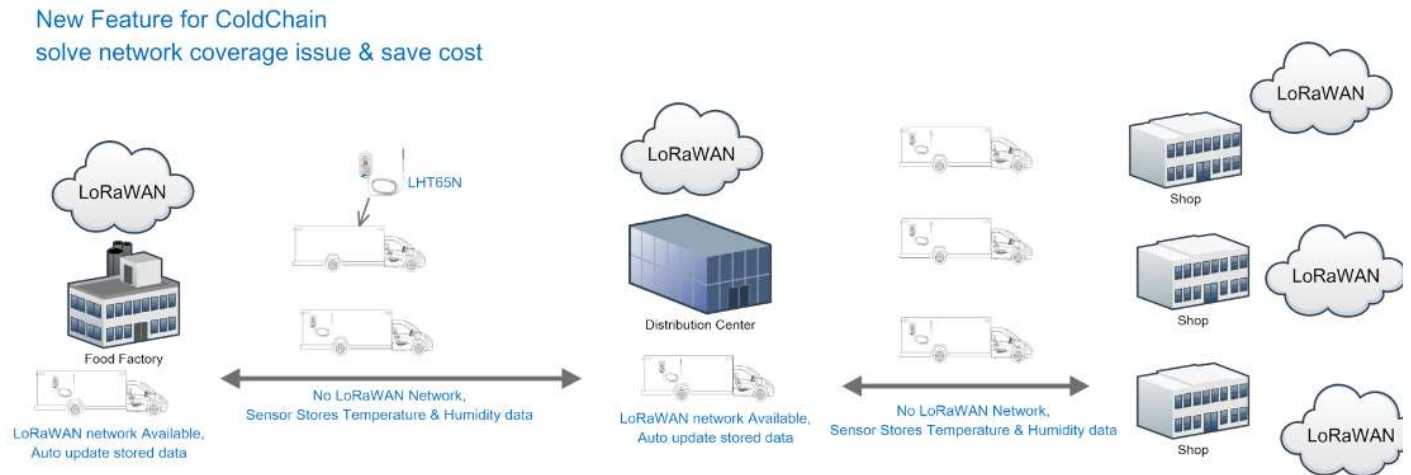 New Feature for ColdChain
solve network coverage issue & save cost
LoRaWAN
Food Factory
LoRaWAN network Available,
Auto update stored data
LHT65N
No LoRaWAN Network,
Sensor Stores Temperature & Humidity data
LoRaWAN
Distribution Center
LoRaWAN network Available,
Auto update stored data
No LoRaWAN Network,
Sensor Stores Temperature & Humidity data
LoRaWAN
Shop
LoRaWAN
Shop
LoRaWAN
Shop